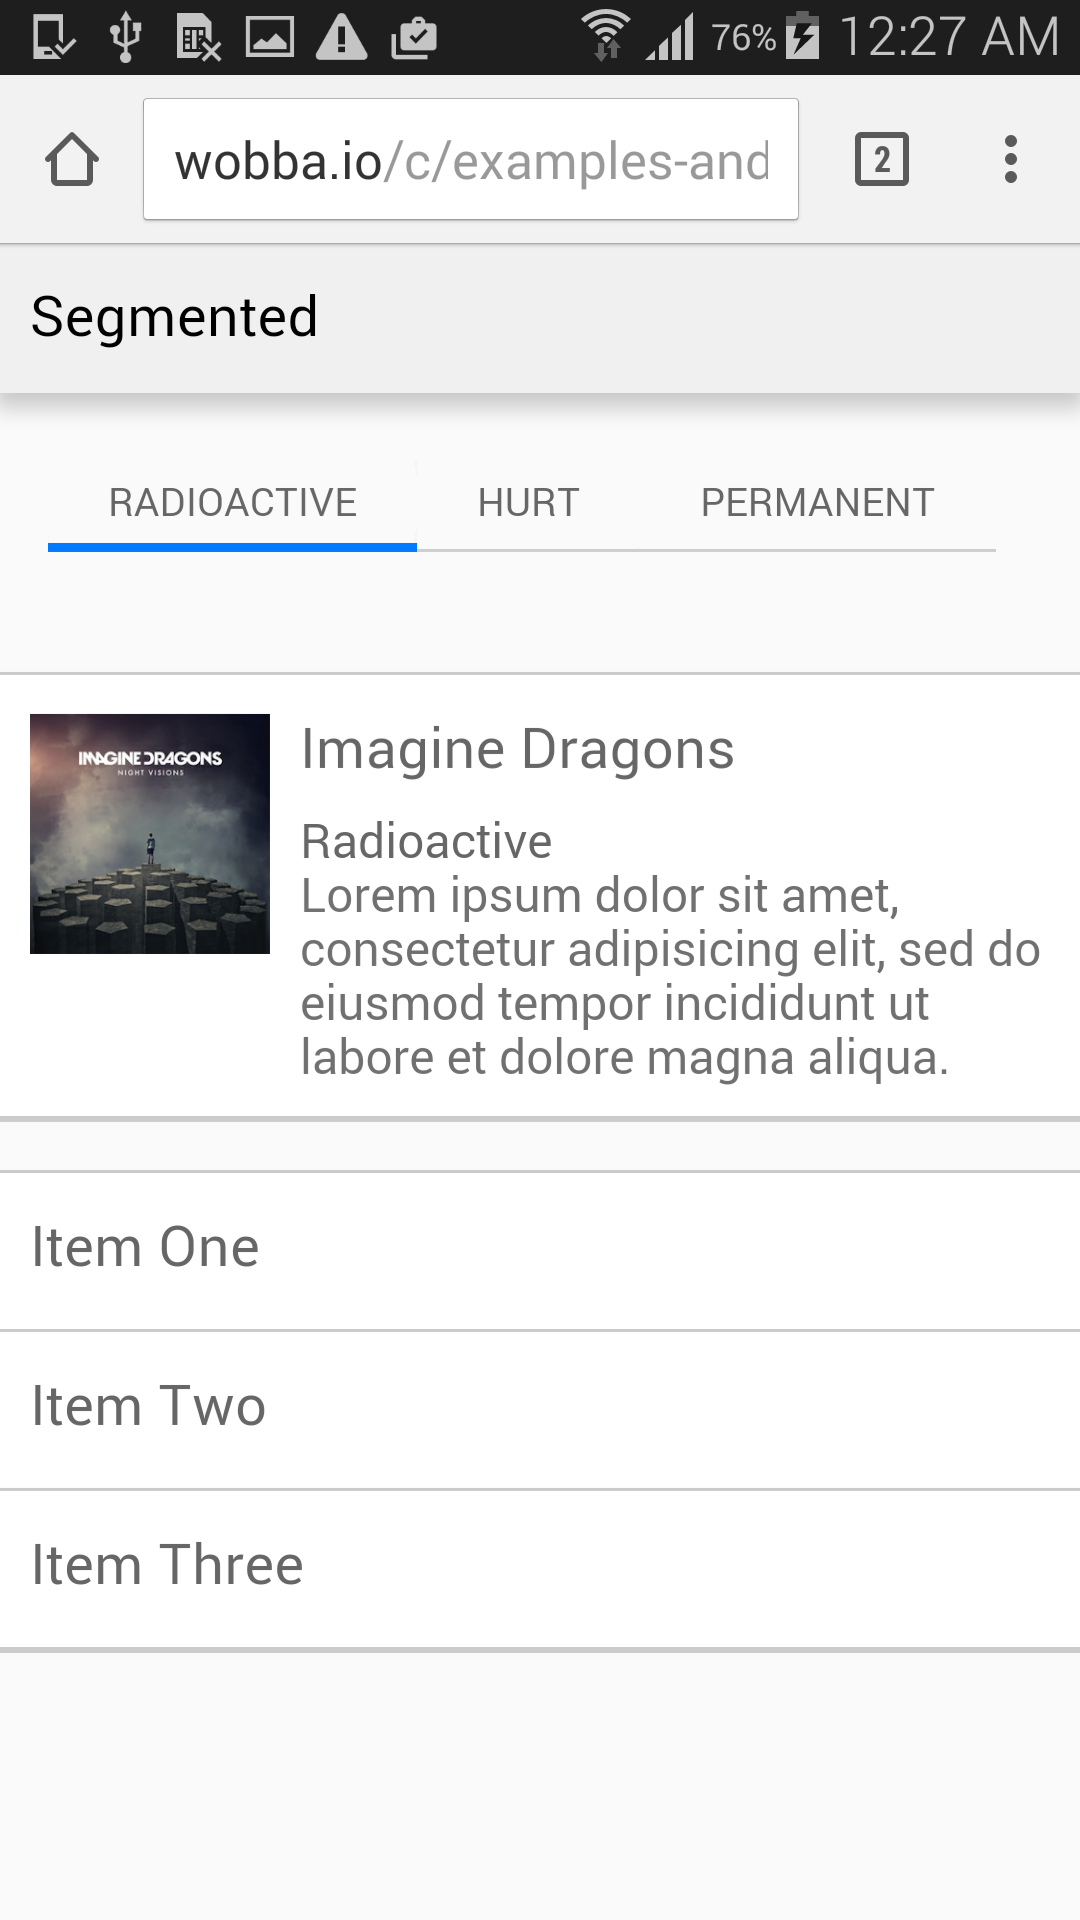 76% 12:27 AM
wobba.io/c/examples-and
2
Segmented
RADIOACTIVE HURT PERMANENT
IMAGINE DRAGONS
NIGHT VISIONS
Imagine Dragons
Radioactive
Lorem ipsum dolor sit amet,
consectetur adipisicing elit, sed do
eiusmod tempor incididunt ut
labore et dolore magna aliqua.
Item One
Item Two
Item Three